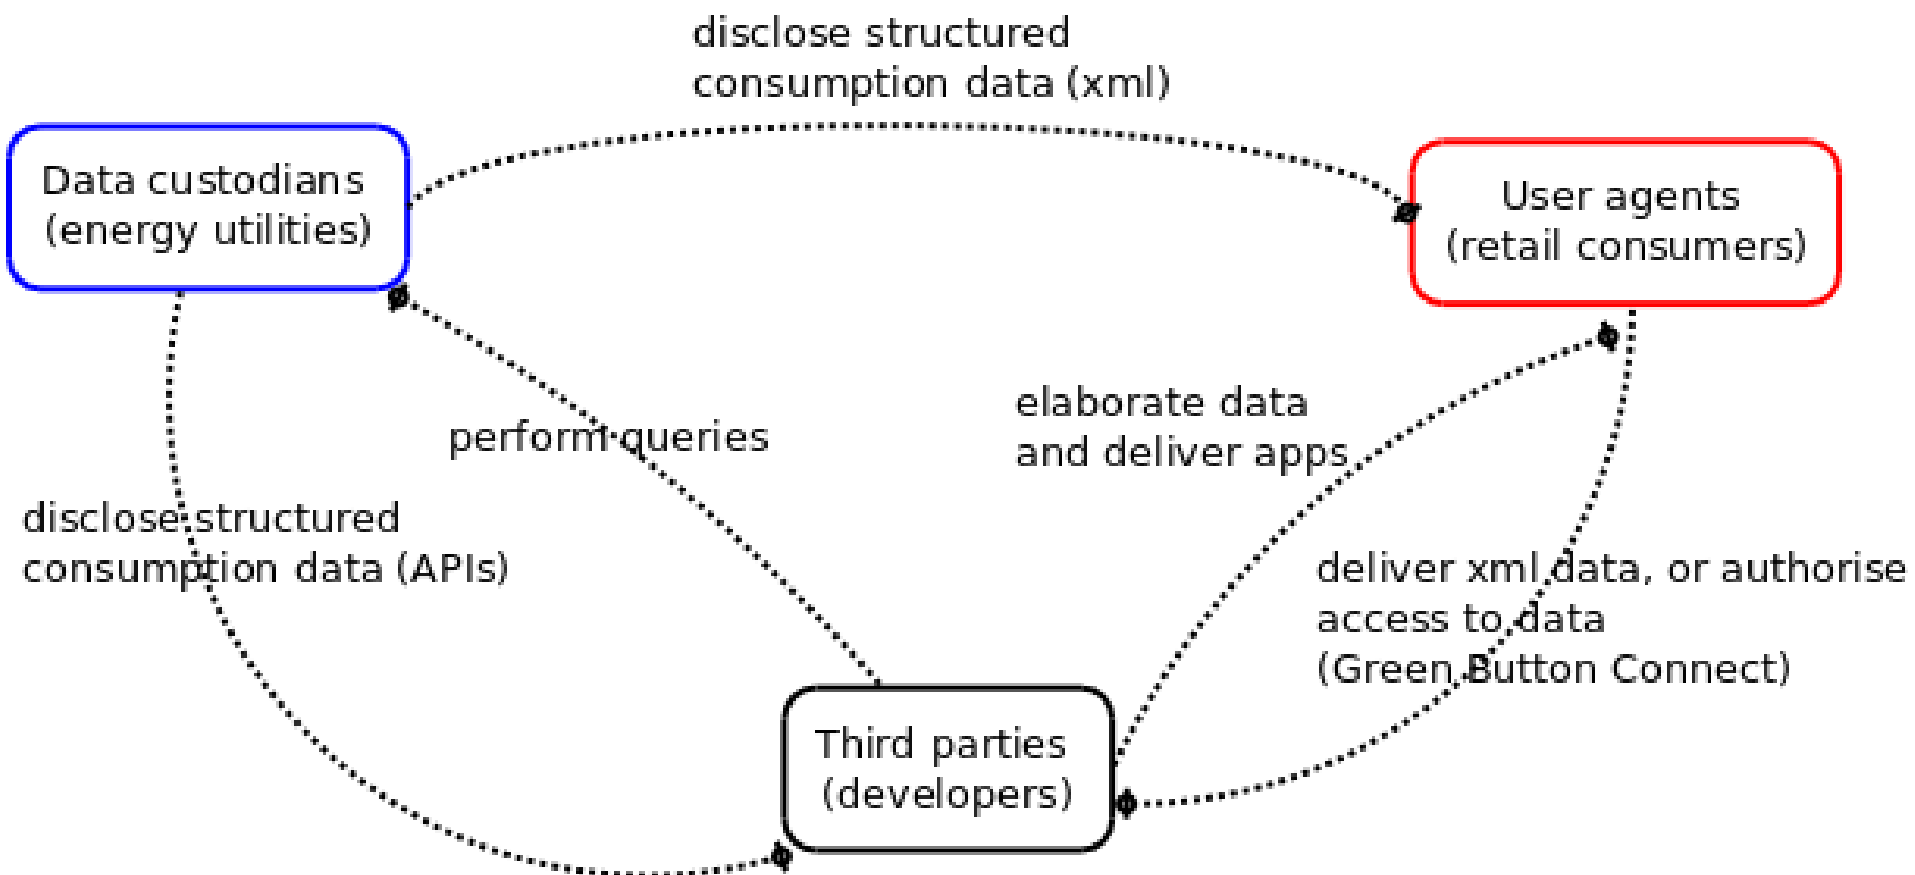 disclose structured
consumption data (xml)
Data custodians
(energy utilities)
User agents
(retail consumers)
elaborate data
and deliver apps
perform queries
disclose structured
consumption data (APIs)
deliver xml data, or authorise
access to data
(Green Button Connect)
Third parties
(developers)